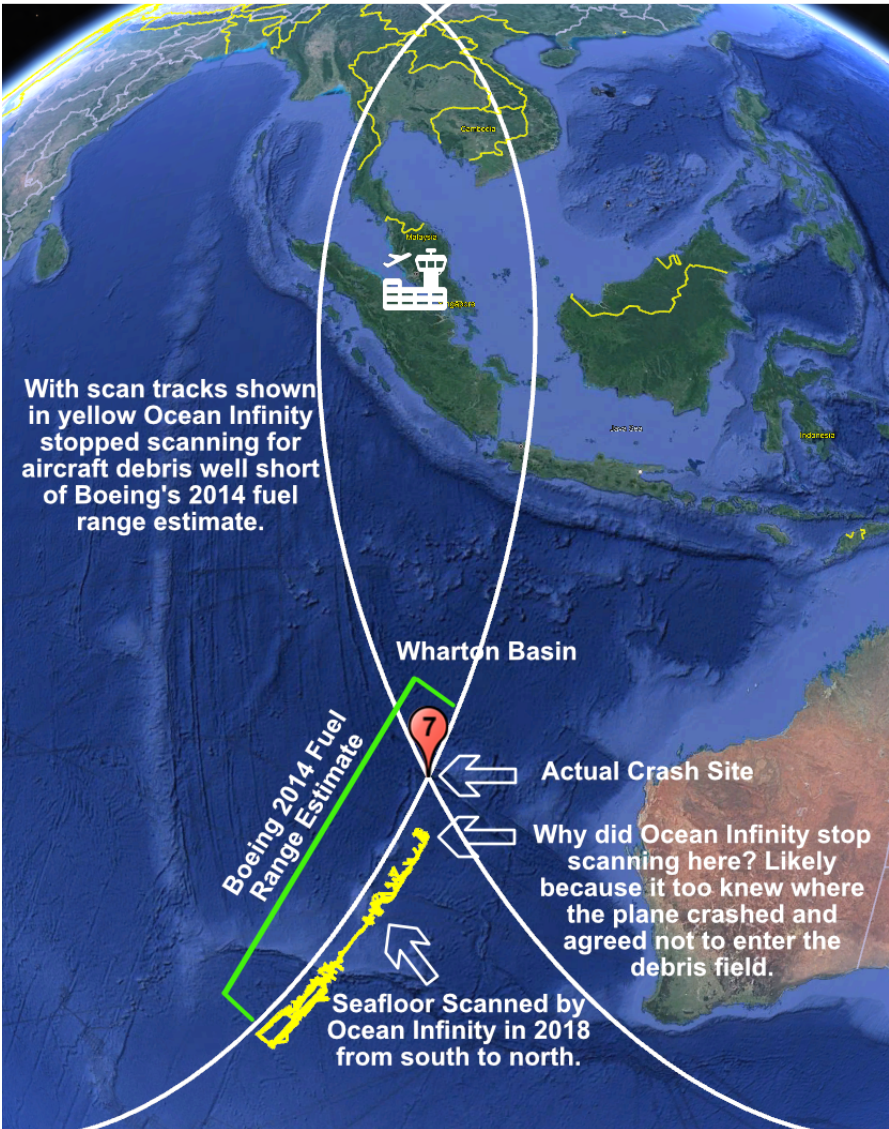 Cambodia
Malaysia
With scan tracks shown
in yellow Ocean Infinity
stopped scanning for
aircraft debris well short
of Boeing's 2014 fuel
range estimate.
Java Sea
Indonesia
Wharton Basin
Boeing 2014 Fuel
Range Estimate
7
Actual Crash Site
Why did Ocean Infinity stop
scanning here? Likely
because it too knew where
the plane crashed and
agreed not to enter the
debris field.
Seafloor Scanned by
Ocean Infinity in 2018
from south to north.